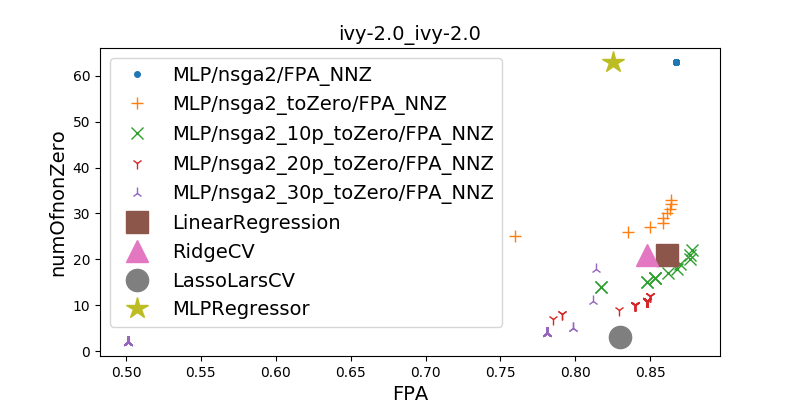 ivy-2.0_ivy-2.0
numOfnonZero
60
50
40
30
20
10
0
MLP/nsga2/FPA_NNZ
MLP/nsga2_toZero/FPA_NNZ
MLP/nsga2_10p_toZero/FPA_NNZ
MLP/nsga2_20p_toZero/FPA_NNZ
MLP/nsga2_30p_toZero/FPA_NNZ
LinearRegression
RidgeCV
LassoLarsCV
MLPRegressor
0.50 0.55 0.60 0.65 0.70 0.75 0.80 0.85
FPA